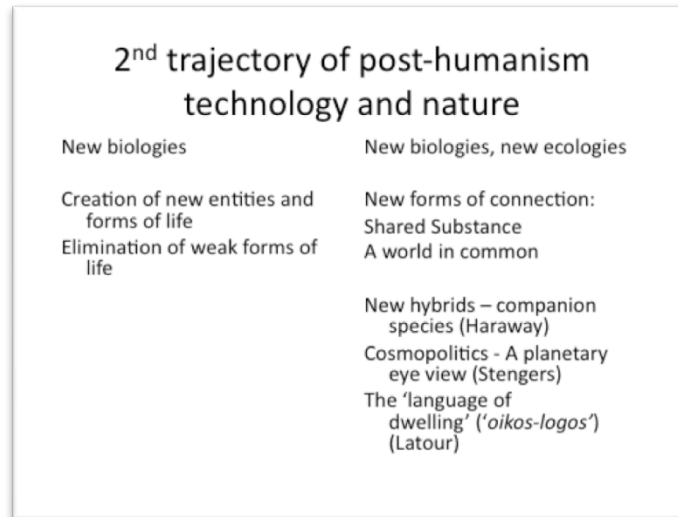 2nd trajectory of post-humanism
technology and nature
New biologies
Creation of new entities and
forms of life
Elimination of weak forms of
life
New biologies, new ecologies
New forms of connection:
Shared Substance
A world in common
New hybrids – companion
species (Haraway)
Cosmopolitics - A planetary
eye view (Stengers)
The ‘language of
dwelling’ (‘oikos-logos’)
(Latour)